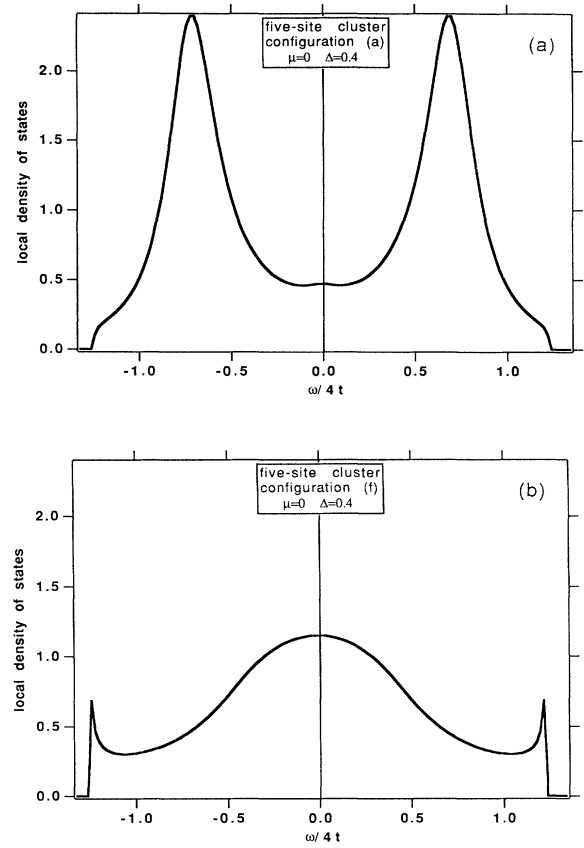 five-site cluster
configuration (a)
μ=0 Δ=0.4
(a)
local density of states
2.0
1.5
1.0
0.5
0.0
-1.0 -0.5 0.0 0.5 1.0
ω/ 4 t
five-site cluster
configuration (f)
μ=0 Δ=0.4
(b)
local density of states
2.0
1.5
1.0
0.5
0.0
-1.0 -0.5 0.0 0.5 1.0
ω/ 4 t